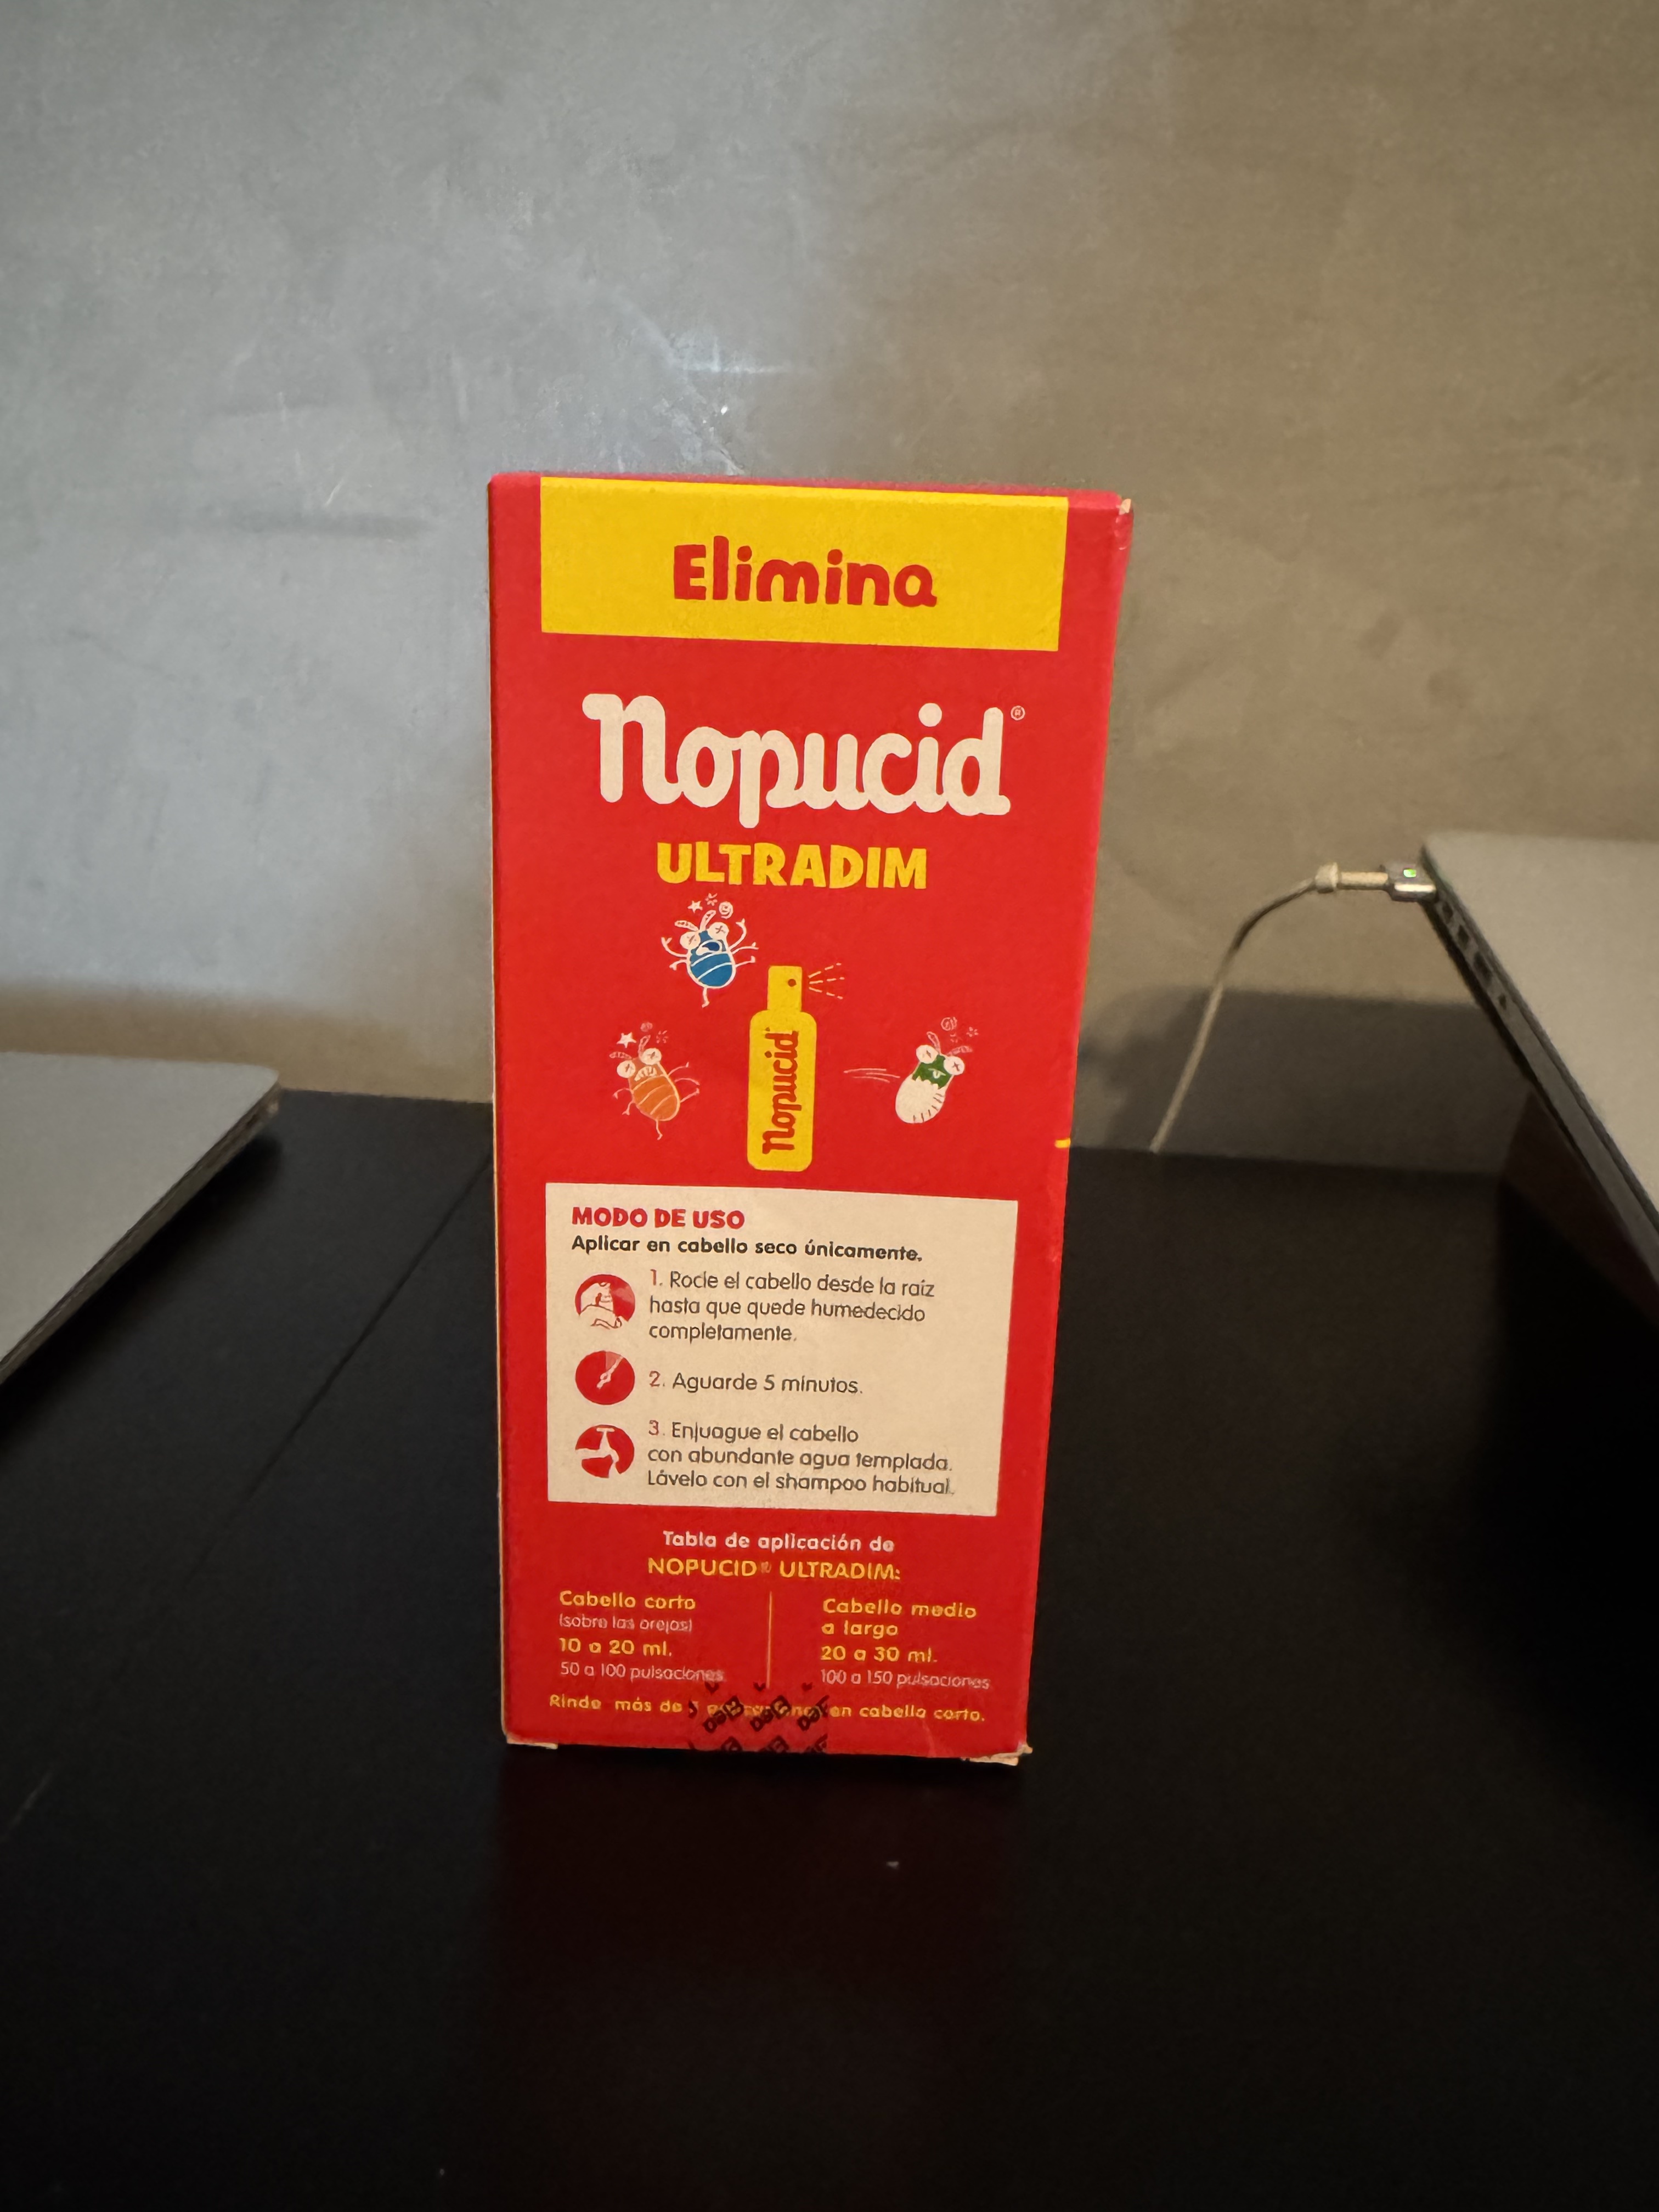 Elimina
Nopucid®
ULTRADIM
Nopucid
MODO DE USO
Aplicar en cabello seco únicamente.
1. Rocíe el cabello desde la raíz
hasta que quede humedecido
completamente.
2. Aguarde 5 minutos.
3. Enjuague el cabello
con abundante agua templada.
Lávelo con el shampoo habitual.
Tabla de aplicación de
NOPUCID® ULTRADIM:
Cabello corto
(sobre las orejas)
10 a 20 ml.
50 a 100 pulsaciones
Cabello medio
a largo
20 a 30 ml.
100 a 150 pulsaciones
Rinde más de en cabello corto.